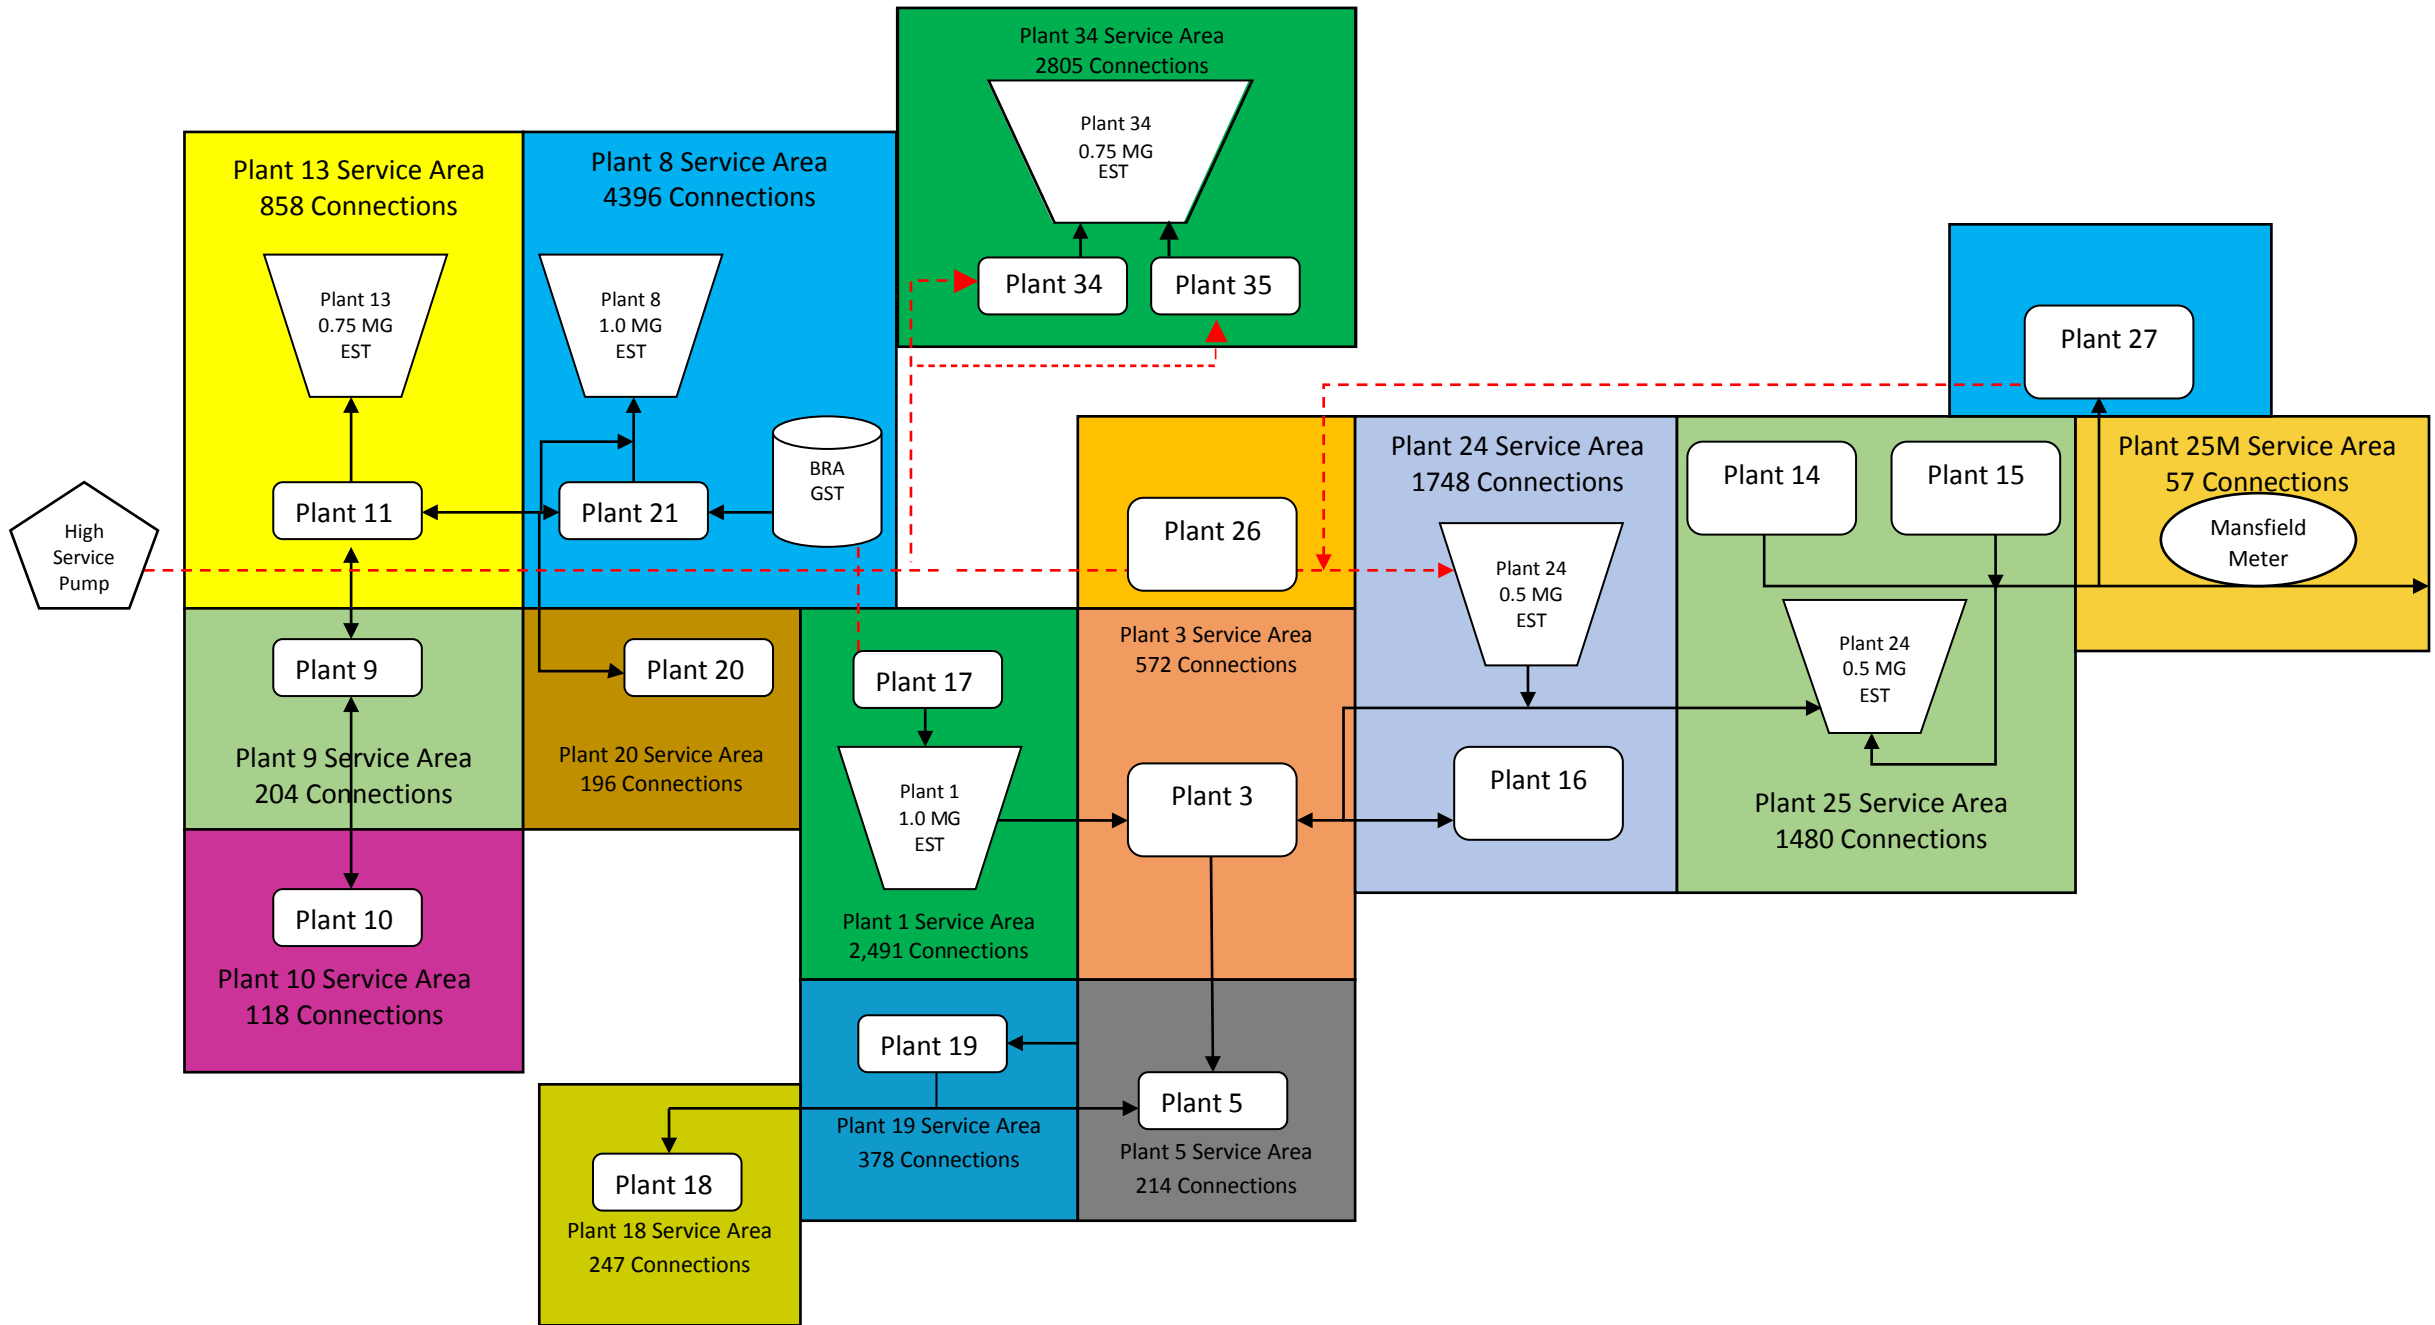 Plant 34 Service Area
2805 Connections
Plant 34
0.75 MG
EST
Plant 34
Plant 35
Plant 13 Service Area
858 Connections
Plant 13
0.75 MG
EST
Plant 11
Plant 8 Service Area
4396 Connections
Plant 8
1.0 MG
EST
Plant 21
BRA
GST
High
Service
Pump
Plant 26
Plant 24 Service Area
1748 Connections
Plant 24
0.5 MG
EST
Plant 16
Plant 14
Plant 15
Plant 24
0.5 MG
EST
Plant 25 Service Area
1480 Connections
Plant 27
Plant 25M Service Area
57 Connections
Mansfield
Meter
Plant 9
Plant 9 Service Area
204 Connections
Plant 20
Plant 20 Service Area
196 Connections
Plant 17
Plant 1
1.0 MG
EST
Plant 1 Service Area
2,491 Connections
Plant 3 Service Area
572 Connections
Plant 3
Plant 10
Plant 10 Service Area
118 Connections
Plant 19
Plant 19 Service Area
378 Connections
Plant 5
Plant 5 Service Area
214 Connections
Plant 18
Plant 18 Service Area
247 Connections